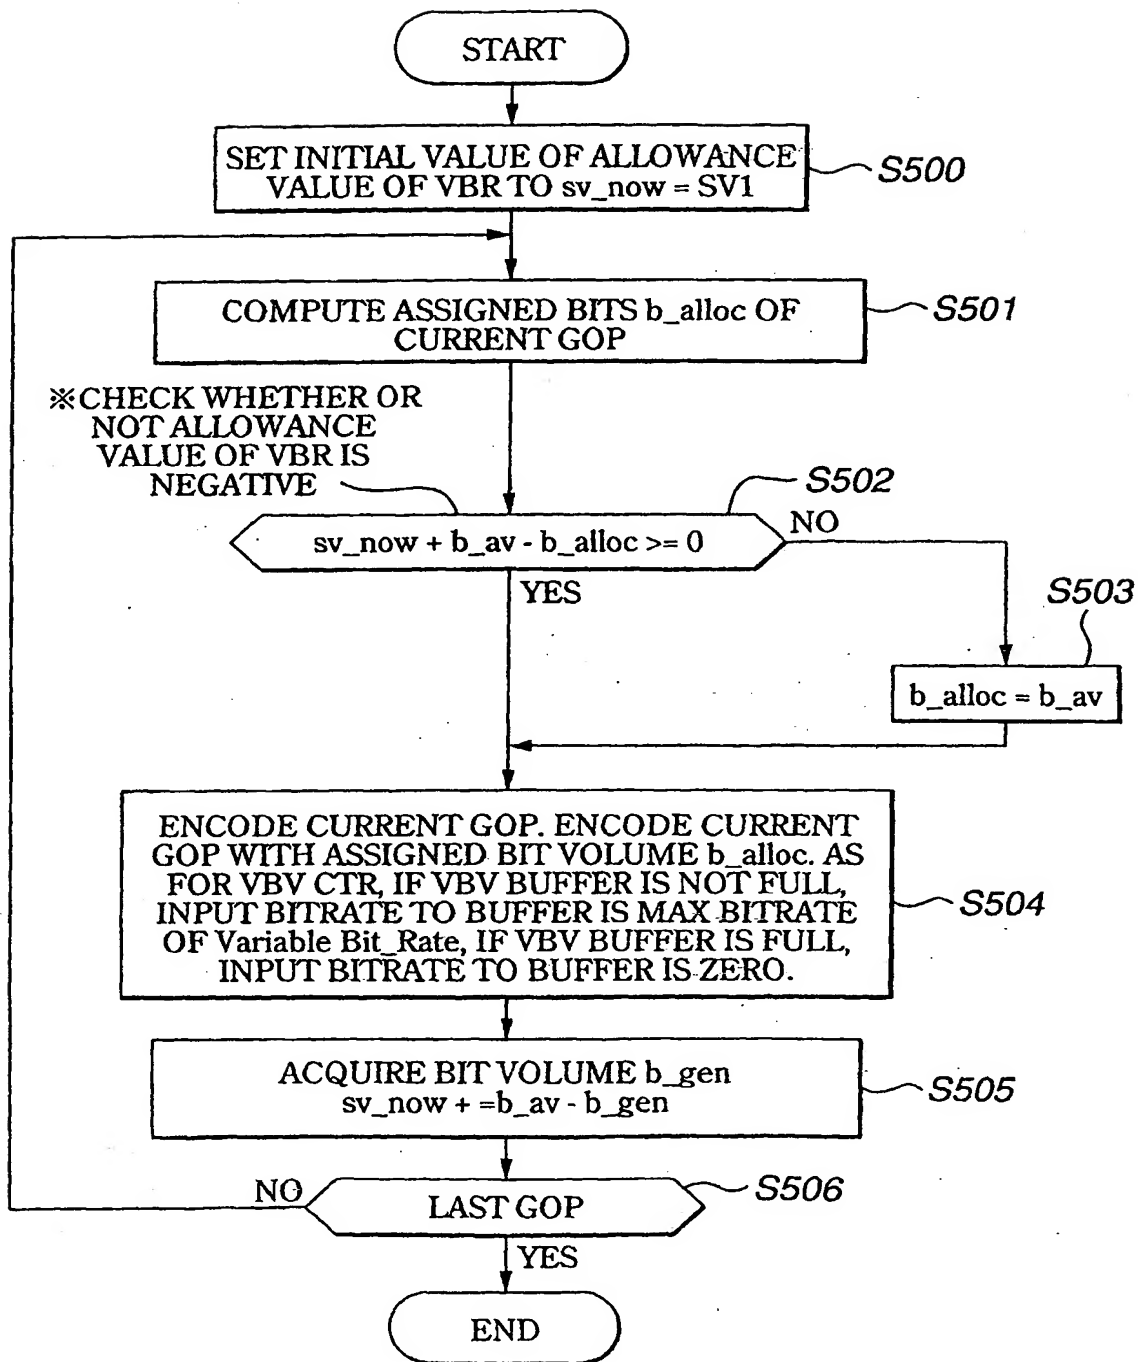 START
SET INITIAL VALUE OF ALLOWANCE
VALUE OF VBR TO sv_now = SV1
S500
COMPUTE ASSIGNED BITS b_alloc OF
CURRENT GOP
S501
※CHECK WHETHER OR
NOT ALLOWANCE
VALUE OF VBR IS
NEGATIVE
S502
sv_now + b_av - b_alloc >= 0
NO
YES
S503
b_alloc = b_av
ENCODE CURRENT GOP. ENCODE CURRENT
GOP WITH ASSIGNED BIT VOLUME b_alloc. AS
FOR VBV CTR, IF VBV BUFFER IS NOT FULL,
INPUT BITRATE TO BUFFER IS MAX BITRATE
OF Variable Bit_Rate, IF VBV BUFFER IS FULL,
INPUT BITRATE TO BUFFER IS ZERO.
S504
ACQUIRE BIT VOLUME b_gen
sv_now + =b_av - b_gen
S505
NO
LAST GOP
S506
YES
END